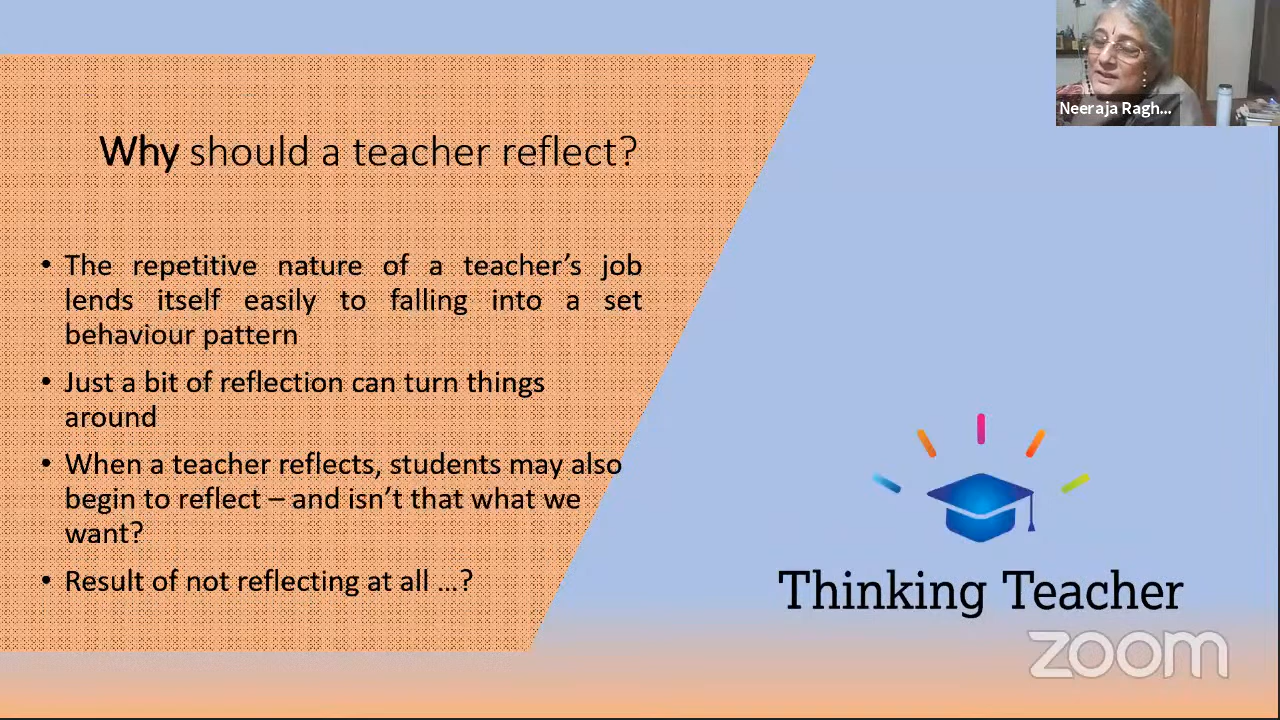 Neeraja Ragh...
Why should a teacher reflect?
• The repetitive nature of a teacher’s job
lends itself easily to falling into a set
behaviour pattern
• Just a bit of reflection can turn things
around
• When a teacher reflects, students may also
begin to reflect – and isn’t that what we
want?
• Result of not reflecting at all ...?
Thinking Teacher
zoom